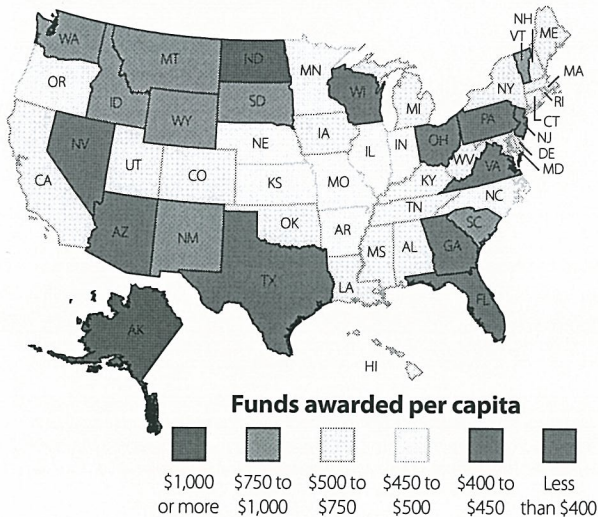 NH
VT
ME
WA
MT
ND
MN
OR
ID
SD
WI
MI
NY
MA
RI
CT
WY
IA
PA
NJ
NV
NE
IL
IN
OH
DE
UT
CO
WV
VA
MD
CA
KS
MO
KY
NC
AZ
NM
OK
AR
TN
SC
TX
MS
AL
GA
LA
FL
AK
HI
Funds awarded per capita
$1,000 or more
$750 to $1,000
$500 to $750
$450 to $500
$400 to $450
Less than $400